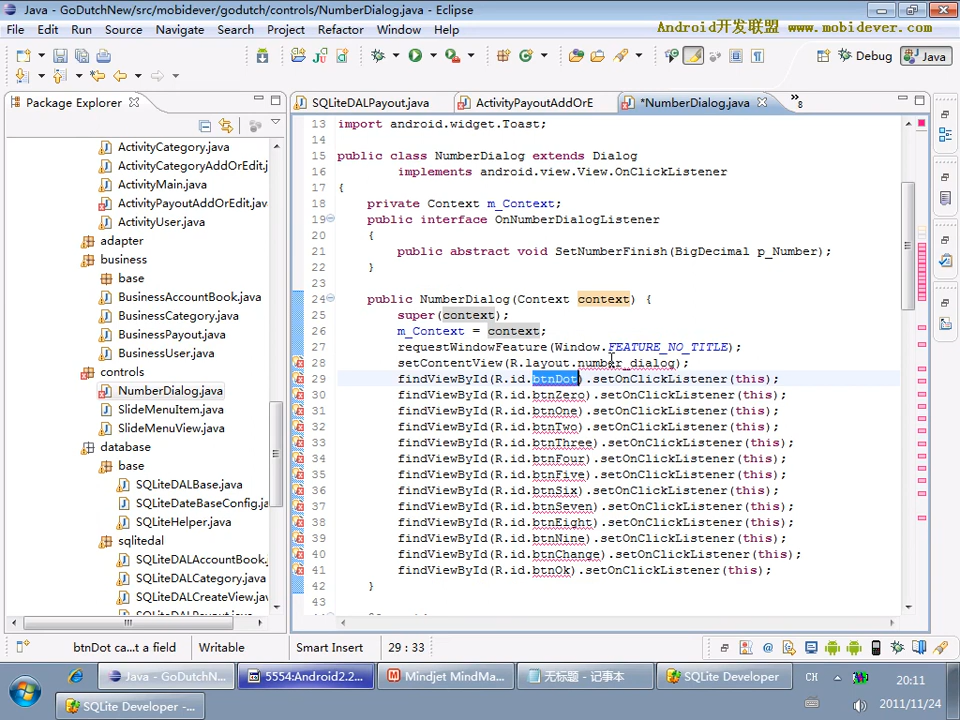 Java - GoDutchNew/src/mobidever/godutch/controls/NumberDialog.java - Eclipse
File Edit Run Source Navigate Search Project Refactor Window Help
Android开发联盟 www.mobidever.com
Debug Java
Package Explorer
SQLiteDALPayout.java ActivityPayoutAddOrE *NumberDialog.java »8
ActivityCategory.java
ActivityCategoryAddOrEdit.j
ActivityMain.java
ActivityPayoutAddOrEdit.java
ActivityUser.java
adapter
business
base
BusinessAccountBook.java
BusinessCategory.java
BusinessPayout.java
BusinessUser.java
controls
NumberDialog.java
SlideMenuItem.java
SlideMenuView.java
database
base
SQLiteDALBase.java
SQLiteDateBaseConfig.ja
SQLiteHelper.java
sqlitedal
SQLiteDALAccountBook.
SQLiteDALCategory.java
SQLiteDALCreateView.jav
SQLiteDALPayout.java
13 import android.widget.Toast;
14
15 public class NumberDialog extends Dialog
16 implements android.view.View.OnClickListener
17 {
18 private Context m_Context;
19 public interface OnNumberDialogListener
20 {
21 public abstract void SetNumberFinish(BigDecimal p_Number);
22 }
23
24 public NumberDialog(Context context) {
25 super(context);
26 m_Context = context;
27 requestWindowFeature(Window.FEATURE_NO_TITLE);
28 setContentView(R.layout.number_dialog);
29 findViewById(R.id.btnDot).setOnClickListener(this);
30 findViewById(R.id.btnZero).setOnClickListener(this);
31 findViewById(R.id.btnOne).setOnClickListener(this);
32 findViewById(R.id.btnTwo).setOnClickListener(this);
33 findViewById(R.id.btnThree).setOnClickListener(this);
34 findViewById(R.id.btnFour).setOnClickListener(this);
35 findViewById(R.id.btnFive).setOnClickListener(this);
36 findViewById(R.id.btnSix).setOnClickListener(this);
37 findViewById(R.id.btnSeven).setOnClickListener(this);
38 findViewById(R.id.btnEight).setOnClickListener(this);
39 findViewById(R.id.btnNine).setOnClickListener(this);
40 findViewById(R.id.btnChange).setOnClickListener(this);
41 findViewById(R.id.btnOk).setOnClickListener(this);
42 }
43
btnDot ca...t a field Writable Smart Insert 29 : 33
Java - GoDutchN... 5554:Android2.2... Mindjet MindMa... 无标题 - 记事本 SQLite Developer CH 20:11
SQLite Developer -... 2011/11/24